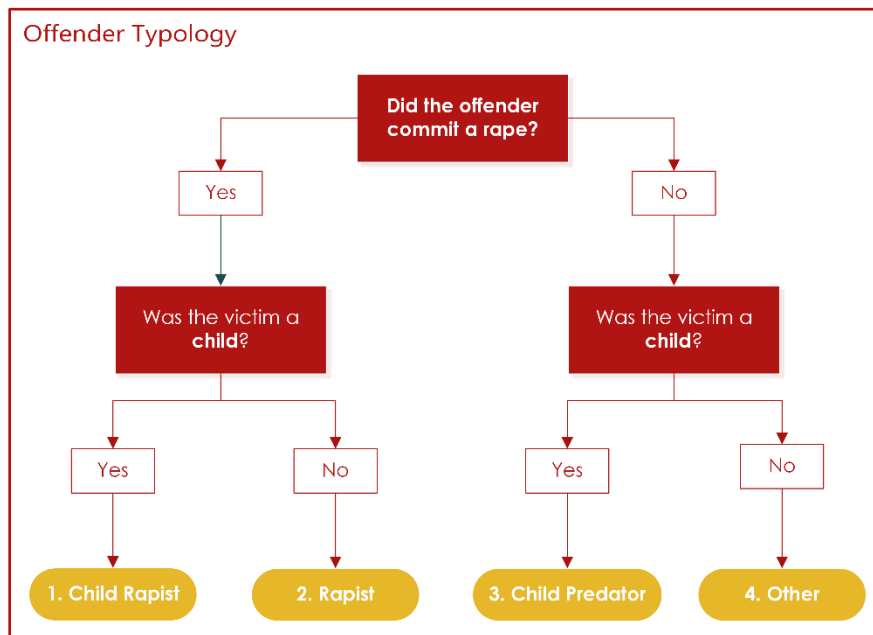 Offender Typology
Did the offender
commit a rape?
Yes
No
Was the victim a
child?
Was the victim a
child?
Yes
No
Yes
No
1. Child Rapist
2. Rapist
3. Child Predator
4. Other